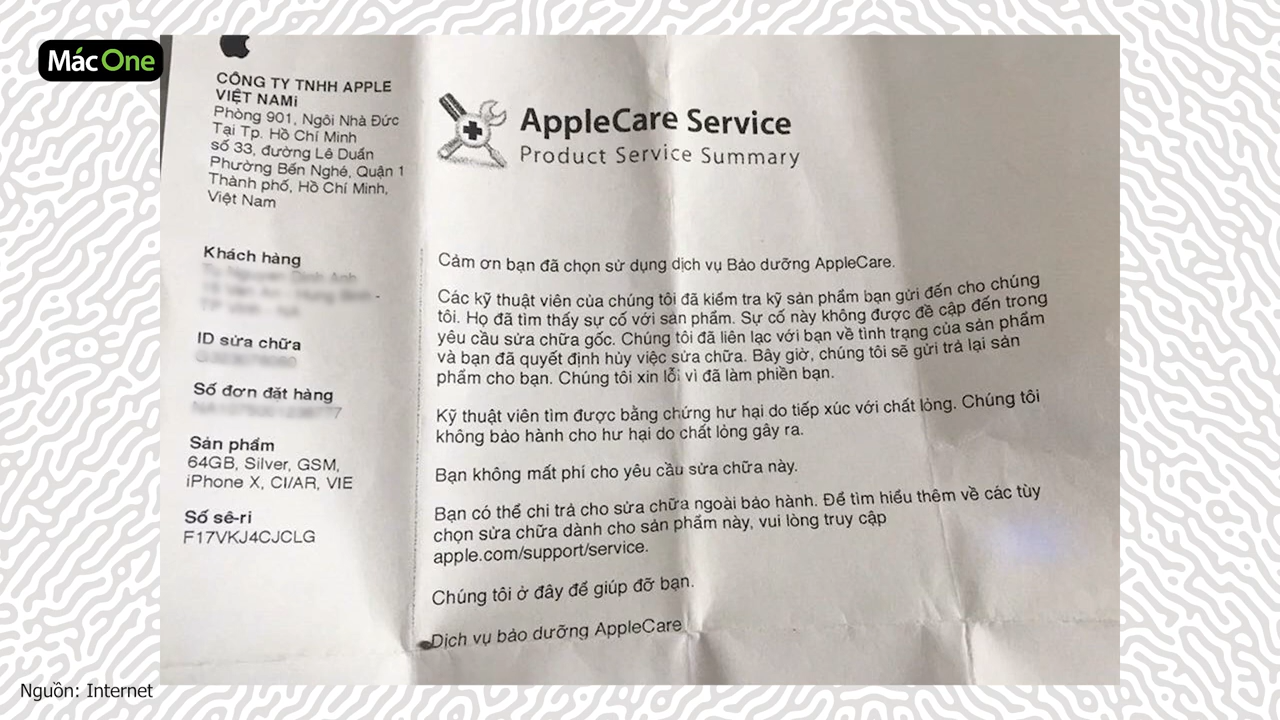 MácOne
CÔNG TY TNHH APPLE
VIỆT NAMi
Phòng 901, Ngôi Nhà Đức
Tại Tp. Hồ Chí Minh
số 33, đường Lê Duẩn
Phường Bến Nghé, Quận 1
Thành phố, Hồ Chí Minh,
Việt Nam
Khách hàng
ID sửa chữa
Số đơn đặt hàng
Sản phẩm
64GB, Silver, GSM,
iPhone X, CI/AR, VIE
Số sê-ri
F17VKJ4CJCLG
AppleCare Service
Product Service Summary
Cảm ơn bạn đã chọn sử dụng dịch vụ Bảo dưỡng AppleCare.
Các kỹ thuật viên của chúng tôi đã kiểm tra kỹ sản phẩm bạn gửi đến cho chúng
tôi. Họ đã tìm thấy sự cố với sản phẩm. Sự cố này không được đề cập đến trong
yêu cầu sửa chữa gốc. Chúng tôi đã liên lạc với bạn về tình trạng của sản phẩm
và bạn đã quyết định hủy việc sửa chữa. Bây giờ, chúng tôi sẽ gửi trả lại sản
phẩm cho bạn. Chúng tôi xin lỗi vì đã làm phiền bạn.
Kỹ thuật viên tìm được bằng chứng hư hại do tiếp xúc với chất lỏng. Chúng tôi
không bảo hành cho hư hại do chất lỏng gây ra.
Bạn không mất phí cho yêu cầu sửa chữa này.
Bạn có thể chi trả cho sửa chữa ngoài bảo hành. Để tìm hiểu thêm về các tùy
chọn sửa chữa dành cho sản phẩm này, vui lòng truy cập
apple.com/support/service.
Chúng tôi ở đây để giúp đỡ bạn.
Dịch vụ bảo dưỡng AppleCare
Nguồn: Internet